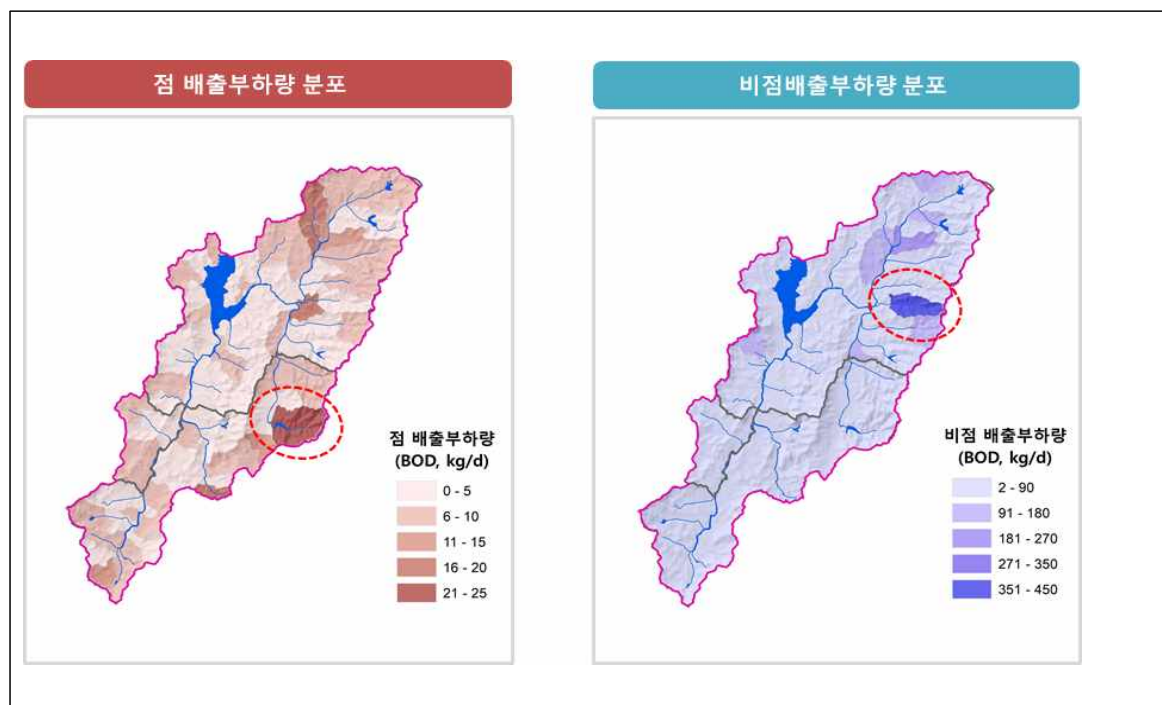 점 배출부하량 분포
비점배출부하량 분포
점 배출부하량
(BOD, kg/d)
0 - 5
6 - 10
11 - 15
16 - 20
21 - 25
비점 배출부하량
(BOD, kg/d)
2 - 90
91 - 180
181 - 270
271 - 350
351 - 450